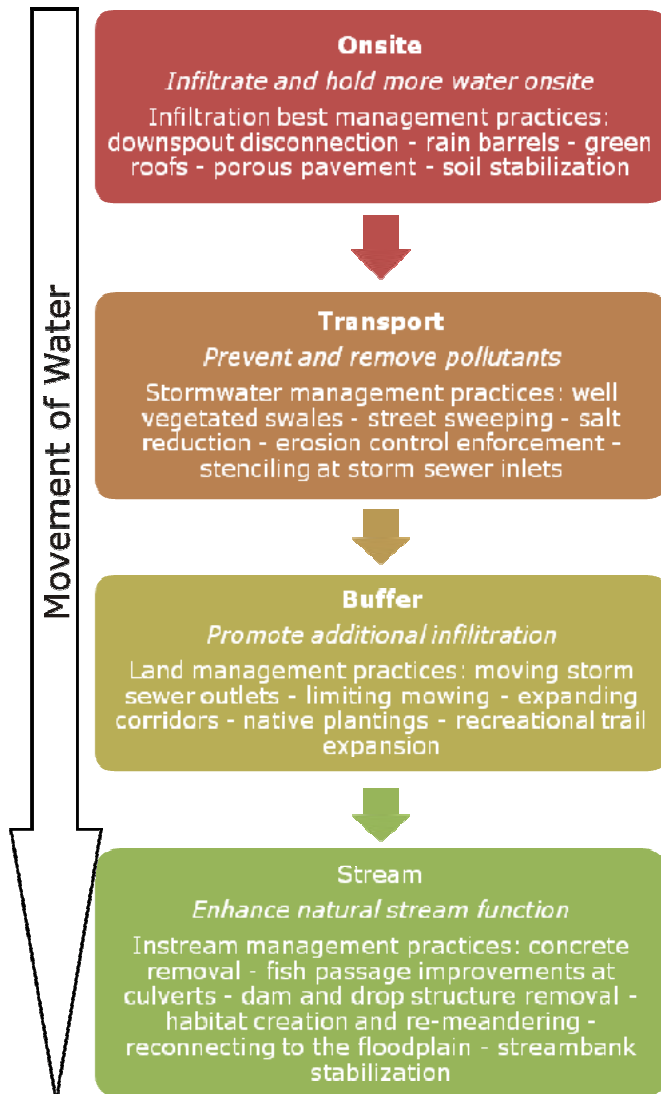 Movement of Water
Onsite
Infiltrate and hold more water onsite
Infiltration best management practices:
downspout disconnection - rain barrels - green
roofs - porous pavement - soil stabilization
Transport
Prevent and remove pollutants
Stormwater management practices: well
vegetated swales - street sweeping - salt
reduction - erosion control enforcement -
stenciling at storm sewer inlets
Buffer
Promote additional infilitration
Land management practices: moving storm
sewer outlets - limiting mowing - expanding
corridors - native plantings - recreational trail
expansion
Stream
Enhance natural stream function
Instream management practices: concrete
removal - fish passage improvements at
culverts - dam and drop structure removal -
habitat creation and re-meandering -
reconnecting to the floodplain - streambank
stabilization